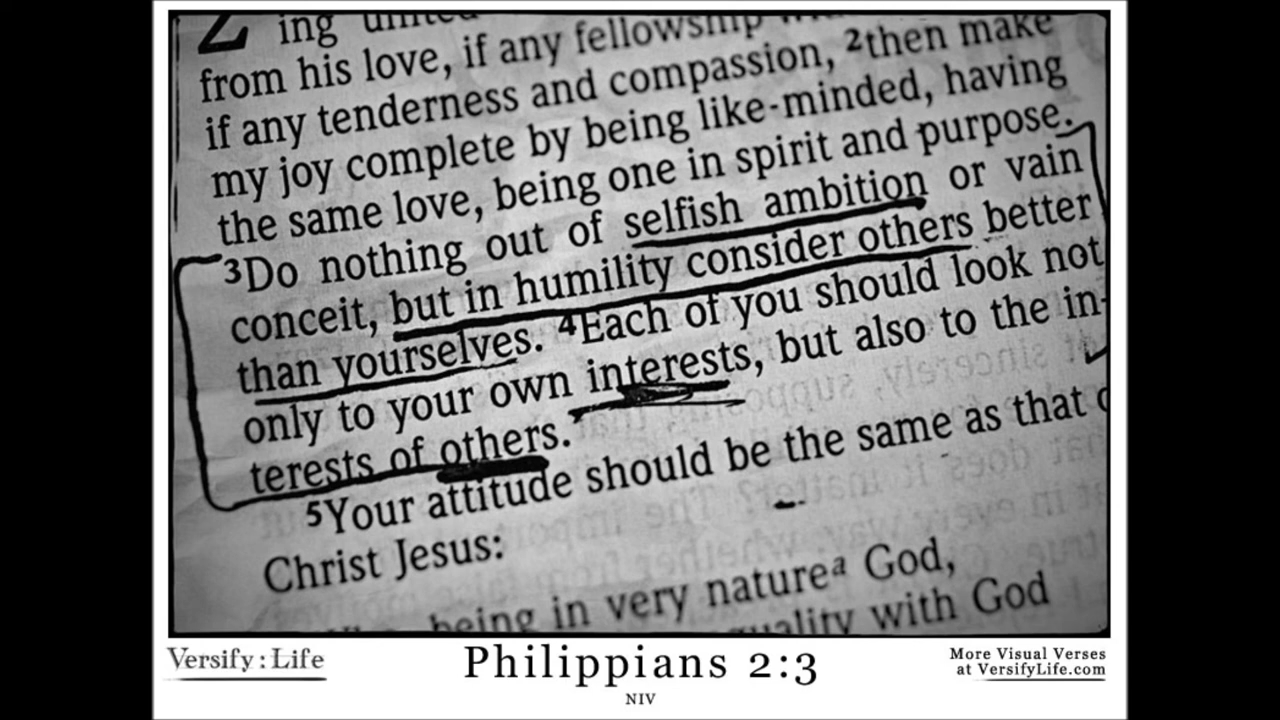 2 ing united
from his love, if any fellowship
if any tenderness and compassion, 2then make
my joy complete by being like-minded, having
the same love, being one in spirit and purpose.
3Do nothing out of selfish ambition or vain
conceit, but in humility consider others better
than yourselves. 4Each of you should look not
only to your own interests, but also to the in-
terests of others.
5Your attitude should be the same as that
Christ Jesus:
being in very natureª God,
equality with God
Versify:Life
Philippians 2:3
NIV
More Visual Verses
at VersifyLife.com